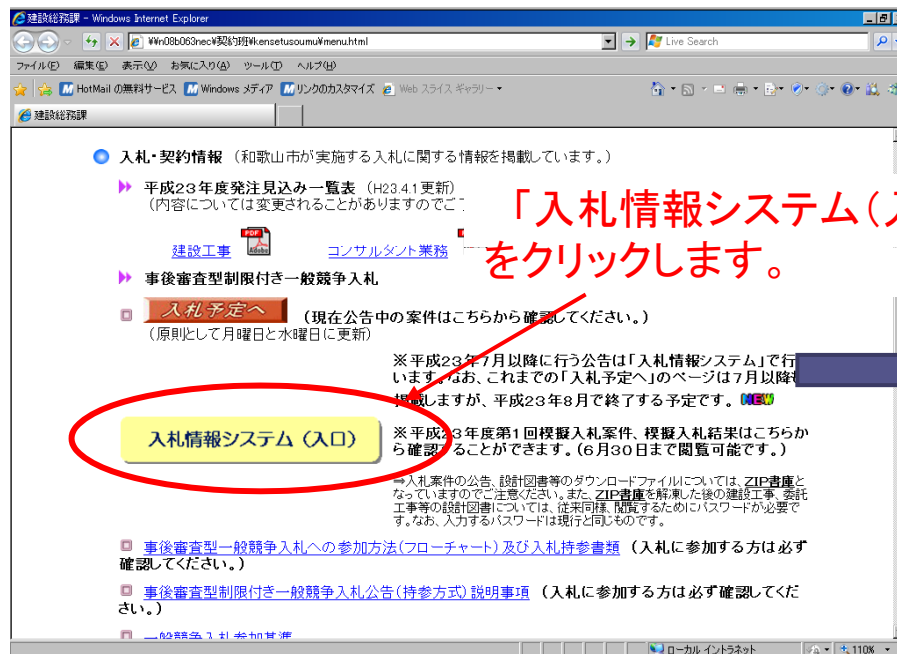 建設総務課 - Windows Internet Explorer
¥¥n08b063nec¥契約班¥kensetusoumu¥menu.html
Live Search
ファイル(F) 編集(E) 表示(V) お気に入り(A) ツール(T) ヘルプ(H)
HotMail の無料サービス Windows メディア リンクのカスタマイズ Web スライス ギャラリー
建設総務課
入札・契約情報 (和歌山市が実施する入札に関する情報を掲載しています。)
平成23年度発注見込み一覧表 (H23.4.1更新)
(内容については変更されることがありますのでご
「入札情報システム(入
をクリックします。
建設工事 PDF Adobe コンサルタント業務
事後審査型制限付き一般競争入札
入札予定へ (現在公告中の案件はこちらから確認してください。)
(原則として月曜日と水曜日に更新)
※平成23年7月以降に行う公告は「入札情報システム」で行
います。なお、これまでの「入札予定へ」のページは7月以降
掲載しますが、平成23年8月で終了する予定です。 NEW
入札情報システム (入口)
※平成23年度第1回模擬入札案件、模擬入札結果はこちらか
ら確認することができます。(6月30日まで閲覧可能です。)
⇒入札案件の公告、設計図書等のダウンロードファイルについては、ZIP書庫と
なっていますのでご注意ください。また、ZIP書庫を解凍した後の建設工事、委託
工事等の設計図書については、従来同様、閲覧するためにパスワードが必要で
す。なお、入力するパスワードは現行と同じものです。
事後審査型一般競争入札への参加方法(フローチャート)及び入札持参書類 (入札に参加する方は必ず
確認してください。)
事後審査型制限付き一般競争入札公告(持参方式)説明事項 (入札に参加する方は必ず確認してくだ
さい。)
一般競争入札参加基準
ローカル イントラネット 110%